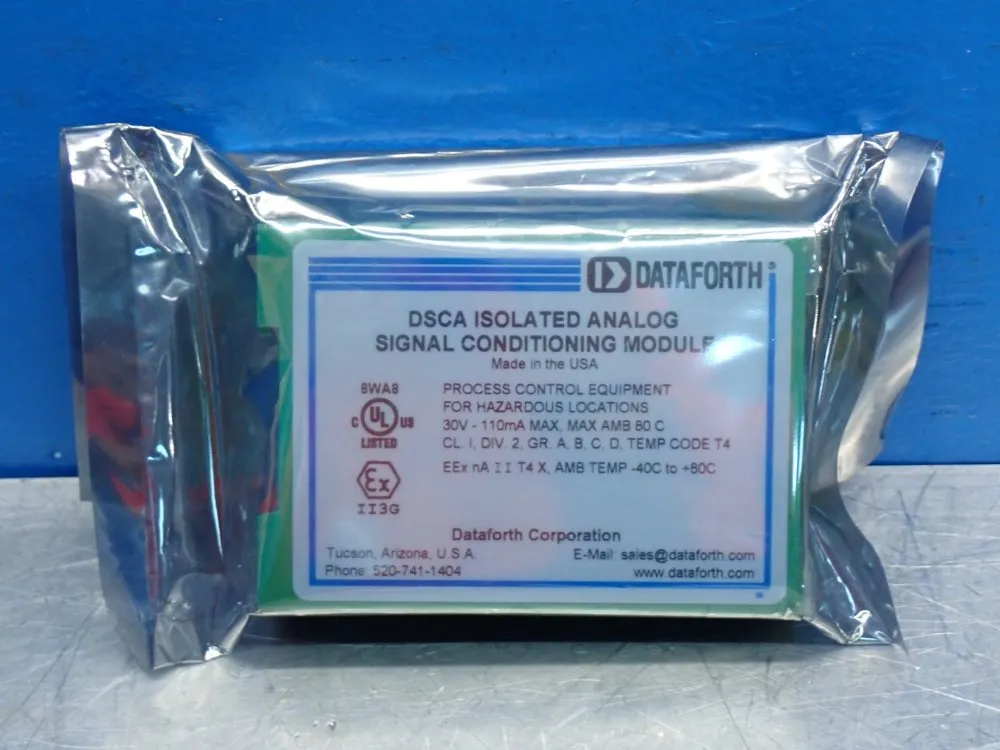 DATAFORTH®
DSCA ISOLATED ANALOG
SIGNAL CONDITIONING MODULE
Made in the USA
8WA8
PROCESS CONTROL EQUIPMENT
FOR HAZARDOUS LOCATIONS
C UL US
LISTED
30V - 110mA MAX, MAX AMB 80 C
CL. I, DIV. 2, GR. A, B, C, D, TEMP CODE T4
Ex
II3G
EEx nA II T4 X, AMB TEMP -40C to +80C
Dataforth Corporation
Tucson, Arizona, U.S.A.
E-Mail: sales@dataforth.com
Phone: 520-741-1404
www.dataforth.com